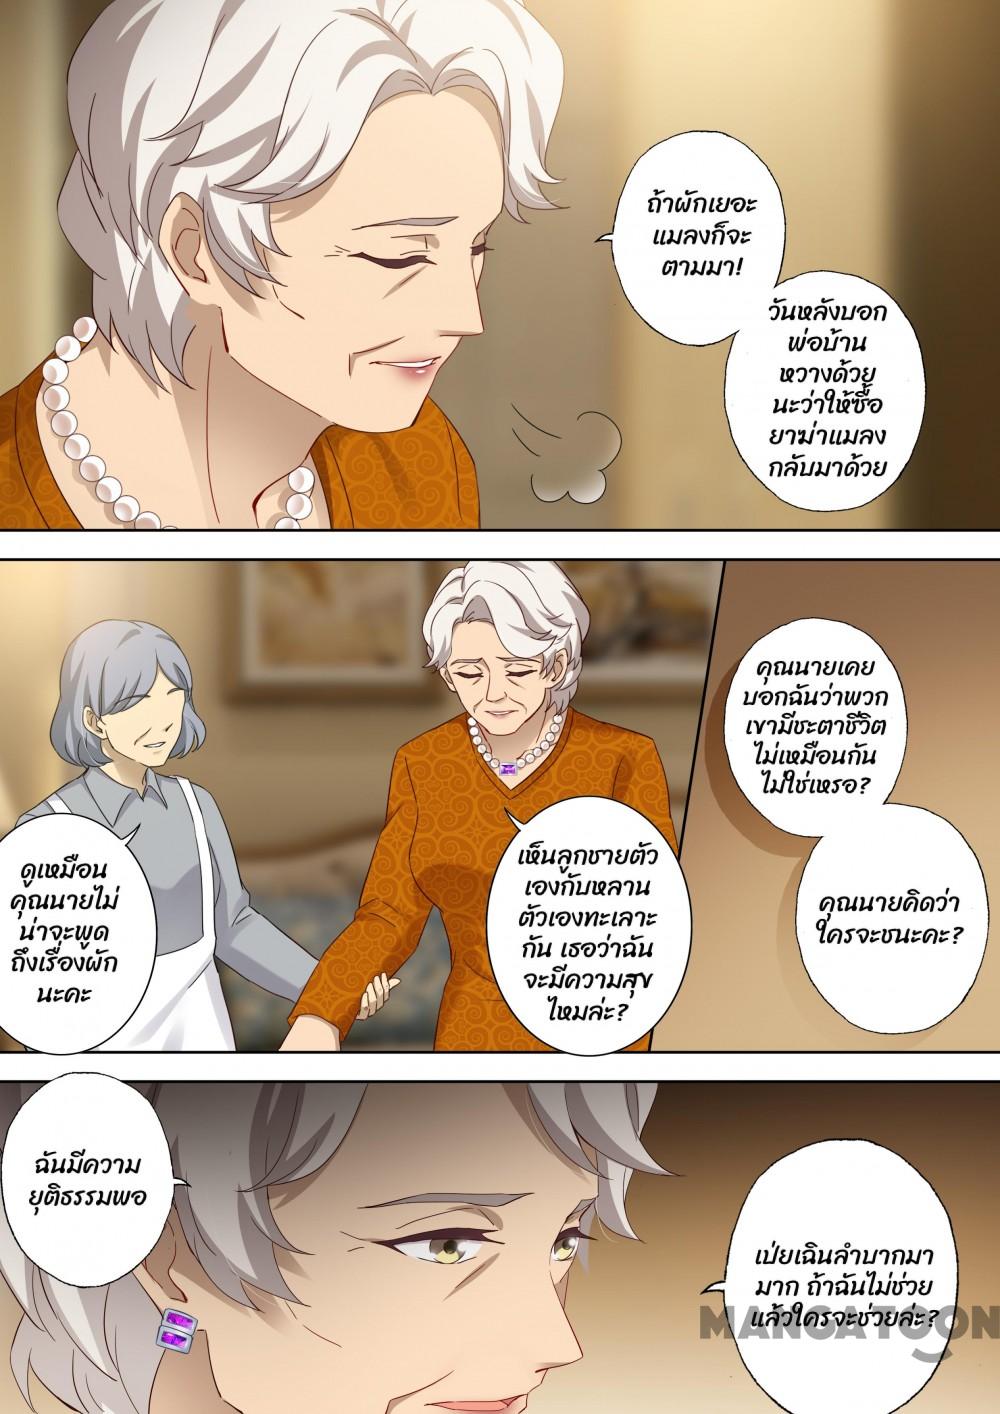 ถ้าผักเยอะ
แมลงก็จะ
ตามมา!
วันหลังบอก
พ่อบ้าน
หวางด้วย
นะว่าให้ซื้อ
ยาฆ่าแมลง
กลับมาด้วย
ดูเหมือน
คุณนายไม่
น่าจะพูด
ถึงเรื่องผัก
นะคะ
เห็นลูกชายตัว
เองกับหลาน
ตัวเองทะเลาะ
กัน เธอว่าฉัน
จะมีความสุข
ไหมล่ะ?
คุณนายเคย
บอกฉันว่าพวก
เขามีชะตาชีวิต
ไม่เหมือนกัน
ไม่ใช่เหรอ?
คุณนายคิดว่า
ใครจะชนะคะ?
ฉันมีความ
ยุติธรรมพอ
เป่ยเฉินลำบากมา
มาก ถ้าฉันไม่ช่วย
แล้วใครจะช่วยล่ะ?
MANGATOON